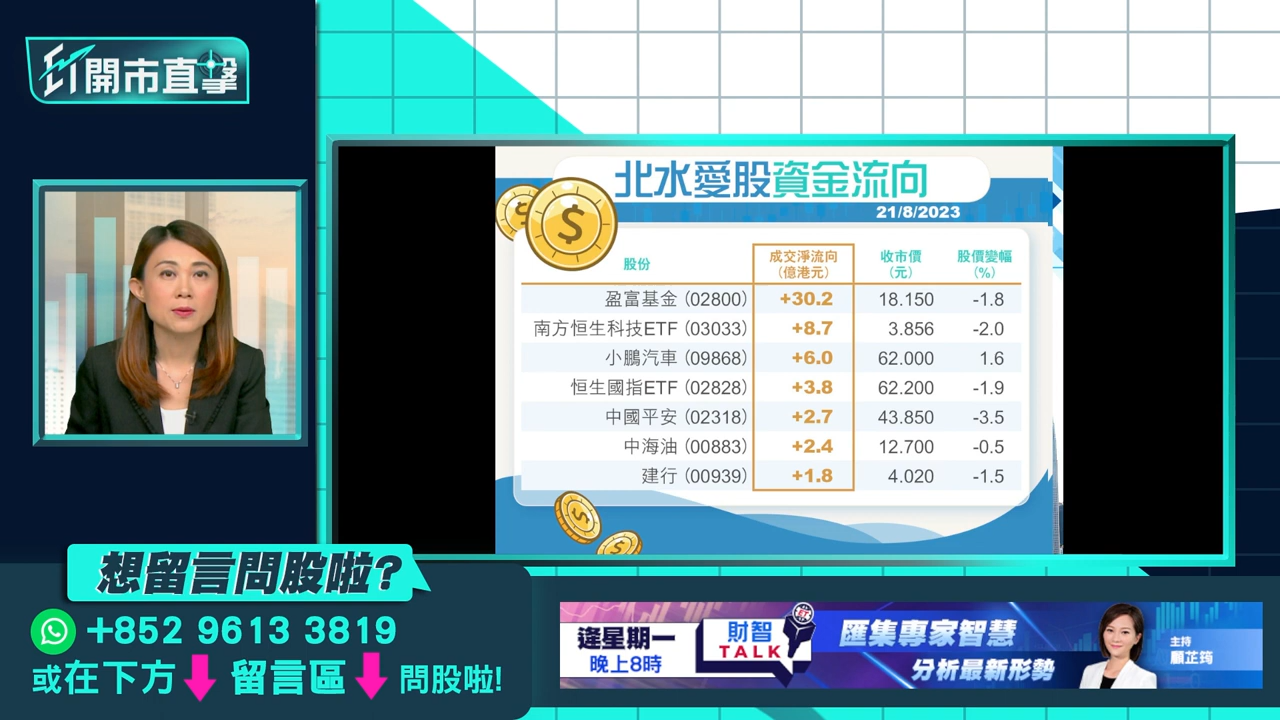 ET開市直擊
北水愛股資金流向
21/8/2023
股份 成交淨流向 收市價 股價變幅
(億港元) (元) (%)
盈富基金 (02800) +30.2 18.150 -1.8
南方恒生科技ETF (03033) +8.7 3.856 -2.0
小鵬汽車 (09868) +6.0 62.000 1.6
恒生國指ETF (02828) +3.8 62.200 -1.9
中國平安 (02318) +2.7 43.850 -3.5
中海油 (00883) +2.4 12.700 -0.5
建行 (00939) +1.8 4.020 -1.5
想留言問股啦?
+852 9613 3819
或在下方 留言區 問股啦!
逢星期一
晚上8時
財智
TALK
匯集專家智慧
分析最新形勢
主持
顧芷筠